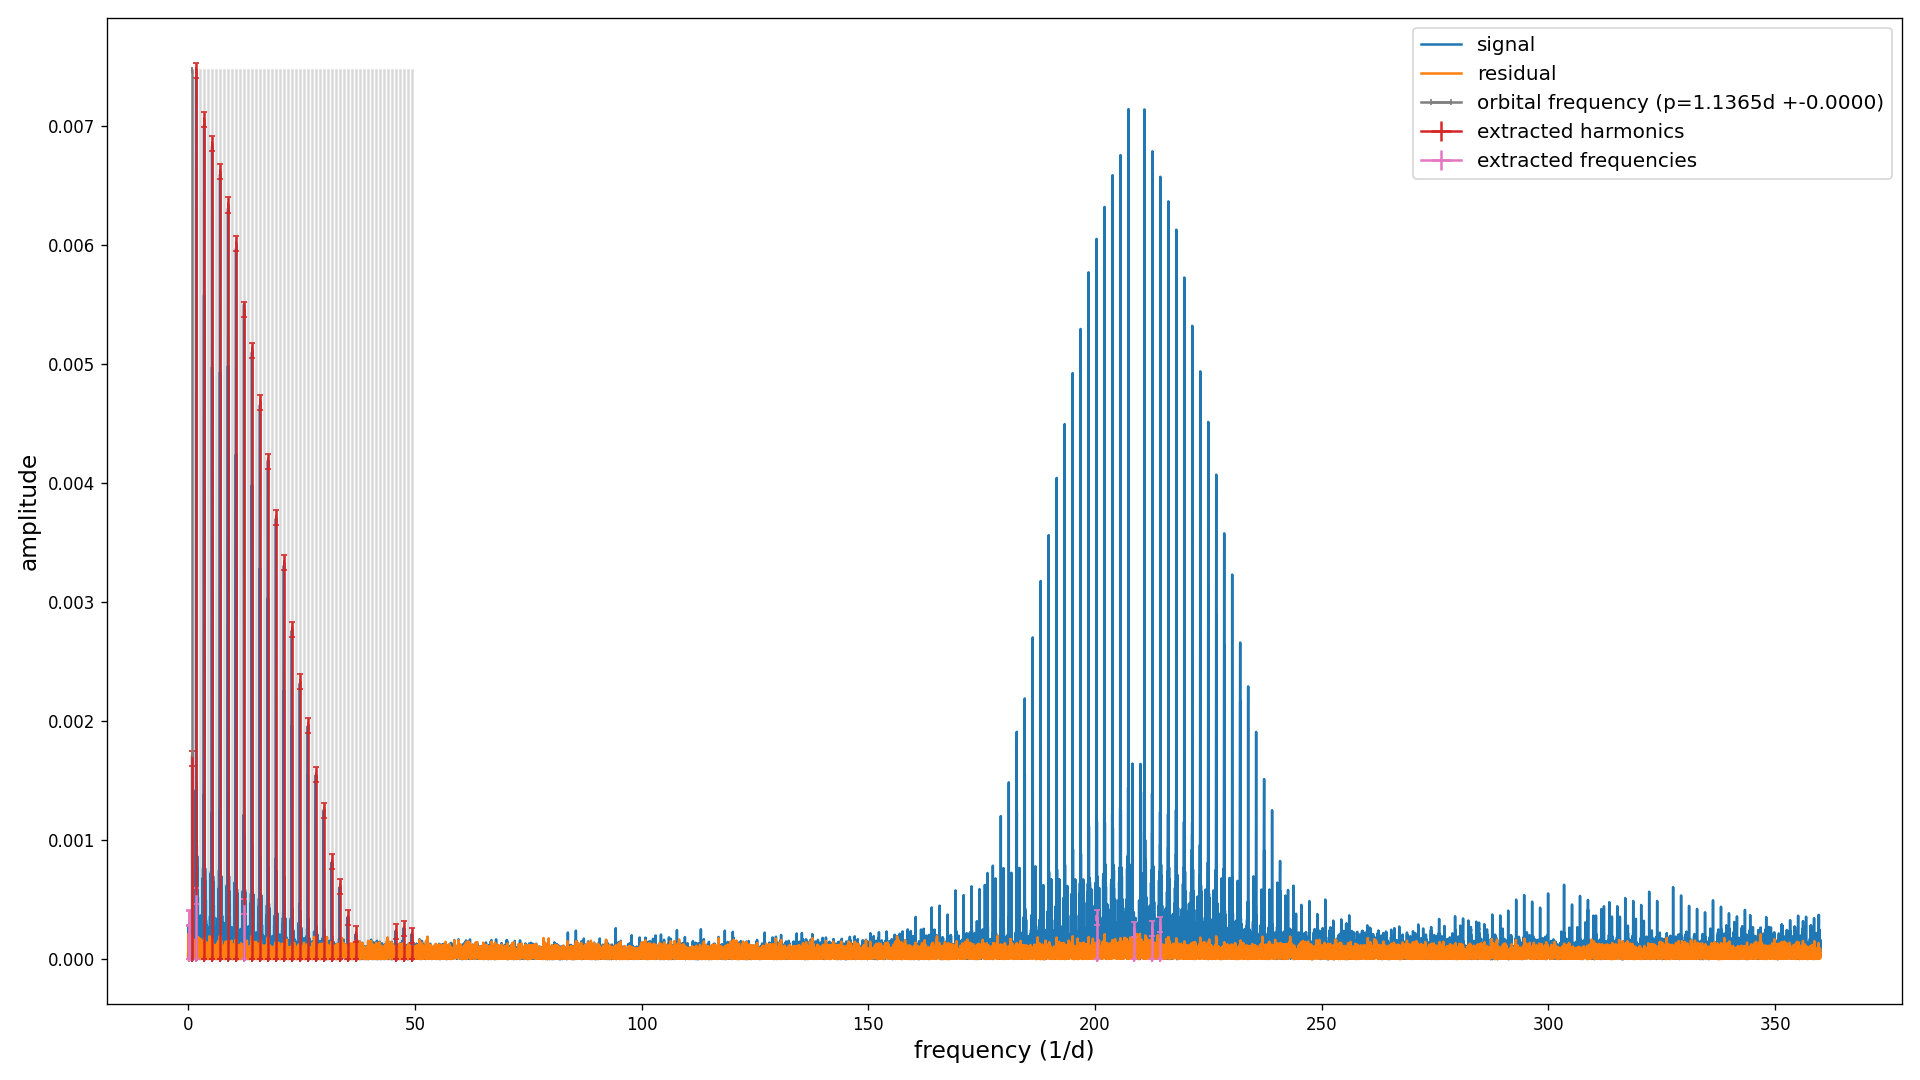 signal
residual
orbital frequency (p=1.1365d +-0.0000)
extracted harmonics
extracted frequencies
0.007
0.006
0.005
0.004
0.003
0.002
0.001
0.000
amplitude
0 50 100 150 200 250 300 350
frequency (1/d)